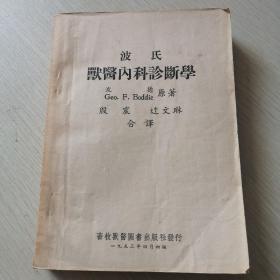 波氏
獸醫內科診斷學
Geo. F. Boddie 原著
殷震 辻文琳
合譯
畜牧獸醫圖書出版社發行
一九五三年四月初版